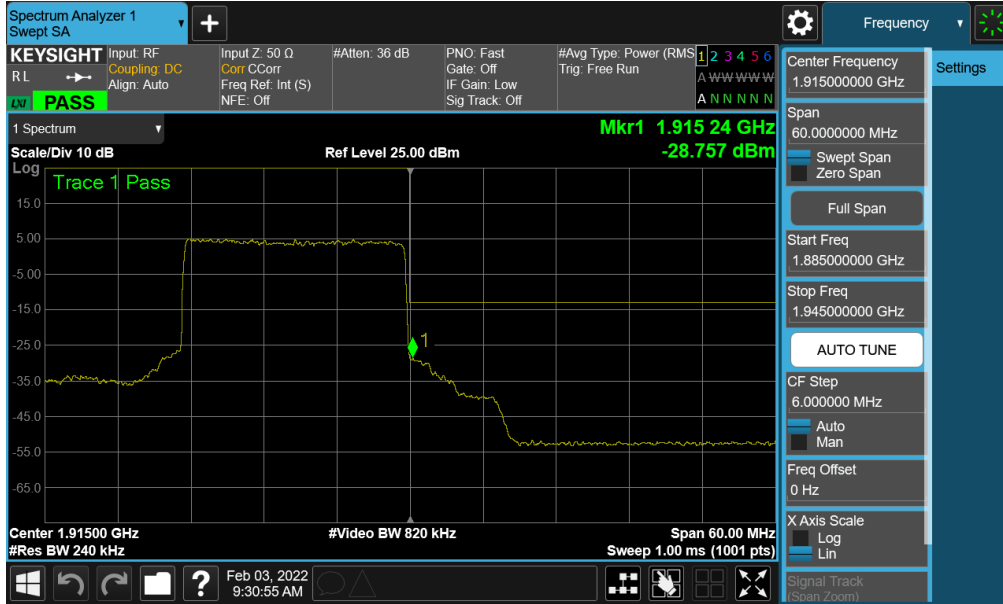 Spectrum Analyzer 1
Swept SA
Frequency
Settings
KEYSIGHT
Input: RF
Input Z: 50 Ω
#Atten: 36 dB
PNO: Fast
#Avg Type: Power (RMS
1 2 3 4 5 6
RL
Coupling: DC
Corr CCorr
Gate: Off
Trig: Free Run
A W W W W W
Align: Auto
Freq Ref: Int (S)
IF Gain: Low
LXI
PASS
NFE: Off
Sig Track: Off
A N N N N N
1 Spectrum
Mkr1 1.915 24 GHz
Scale/Div 10 dB
Ref Level 25.00 dBm
-28.757 dBm
Log
Trace 1 Pass
15.0
5.00
-5.00
-15.0
-25.0
-35.0
-45.0
-55.0
-65.0
1
Center 1.91500 GHz
#Video BW 820 kHz
Span 60.00 MHz
#Res BW 240 kHz
Sweep 1.00 ms (1001 pts)
Center Frequency
1.915000000 GHz
Span
60.0000000 MHz
Swept Span
Zero Span
Full Span
Start Freq
1.885000000 GHz
Stop Freq
1.945000000 GHz
AUTO TUNE
CF Step
6.000000 MHz
Auto
Man
Freq Offset
0 Hz
X Axis Scale
Log
Lin
Signal Track
(Span Zoom)
?
Feb 03, 2022
9:30:55 AM